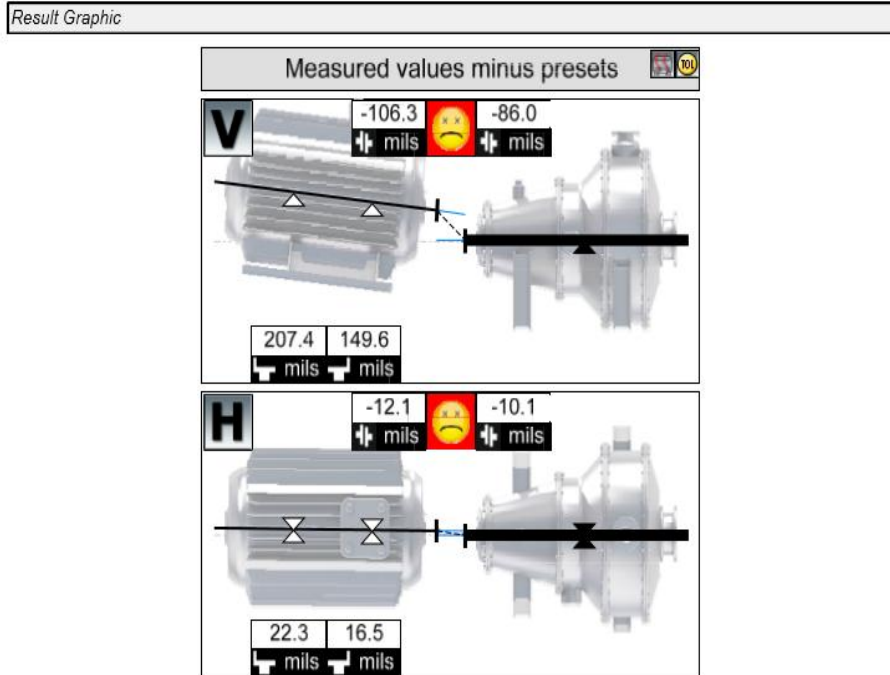 Result Graphic
Measured values minus presets TOL
V -106.3 -86.0
mils mils
207.4 149.6
mils mils
H -12.1 -10.1
mils mils
22.3 16.5
mils mils